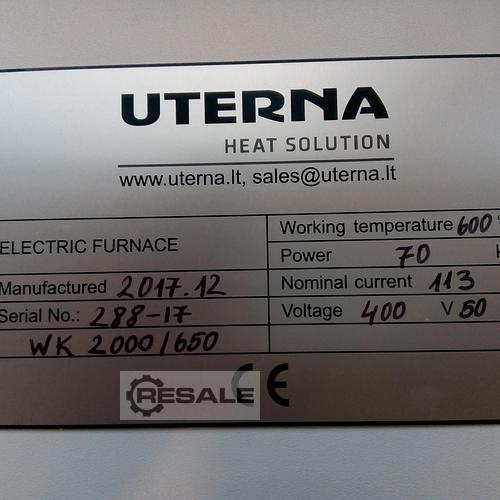 UTERNA
HEAT SOLUTION
www.uterna.lt, sales@uterna.lt
ELECTRIC FURNACE
Manufactured 2017.12
Serial No.: 288-17
WK 2000/650
Working temperature 600°
Power 70
Nominal current 113
Voltage 400 V 50
RESALE
CE